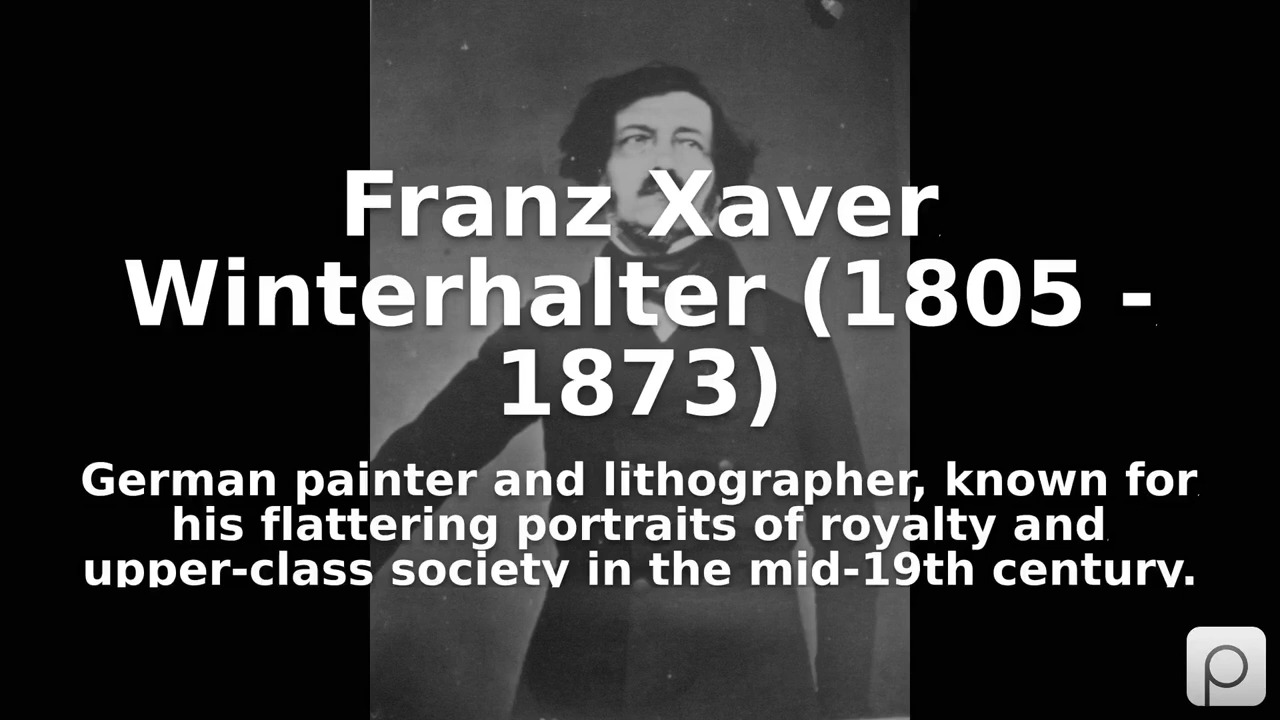 Franz Xaver
Winterhalter (1805 -
1873)
German painter and lithographer, known for
his flattering portraits of royalty and
upper-class society in the mid-19th century.